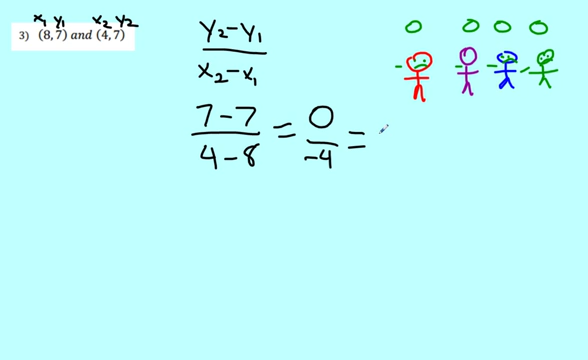 x₁ y₁ x₂ y₂
3) (8, 7) and (4, 7)
y₂ - y₁
x₂ - x₁
7 - 7 = 0 =
4 - 8 -4
0 0 0 0
- - - -